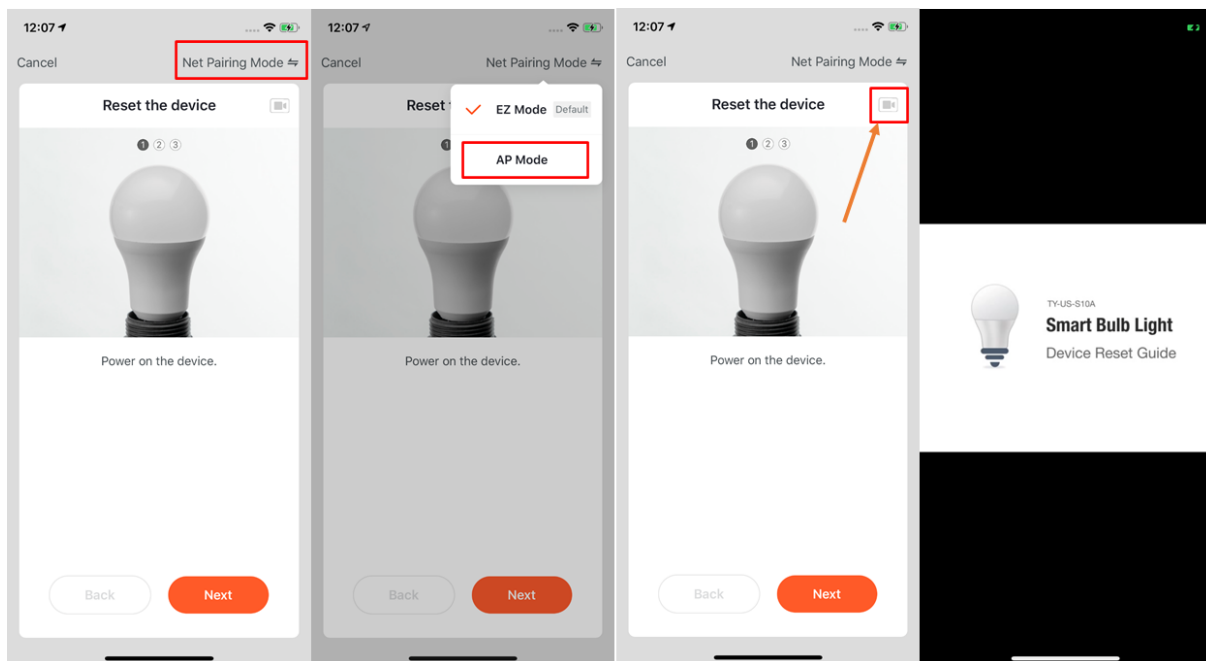 12:07
Cancel
Net Pairing Mode ⇋
Reset the device
1 2 3
Power on the device.
Back
Next
12:07
Cancel
Net Pairing Mode ⇋
Reset
EZ Mode Default
AP Mode
1
Power on the device.
Back
Next
12:07
Cancel
Net Pairing Mode ⇋
Reset the device
1 2 3
Power on the device.
Back
Next
TY-US-S10A
Smart Bulb Light
Device Reset Guide